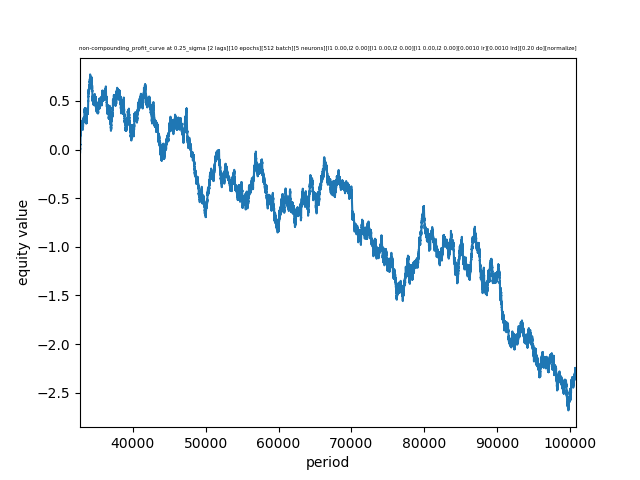 non-compounding_profit_curve at 0.25_sigma [2 lags][10 epochs][512 batch][5 neurons][l1 0.00,l2 0.00][l1 0.00,l2 0.00][l1 0.00,l2 0.00][0.0010 lr][0.0010 lrd][0.20 do][normalize]
0.5
0.0
−0.5
−1.0
−1.5
−2.0
−2.5
equity value
40000 50000 60000 70000 80000 90000 100000
period